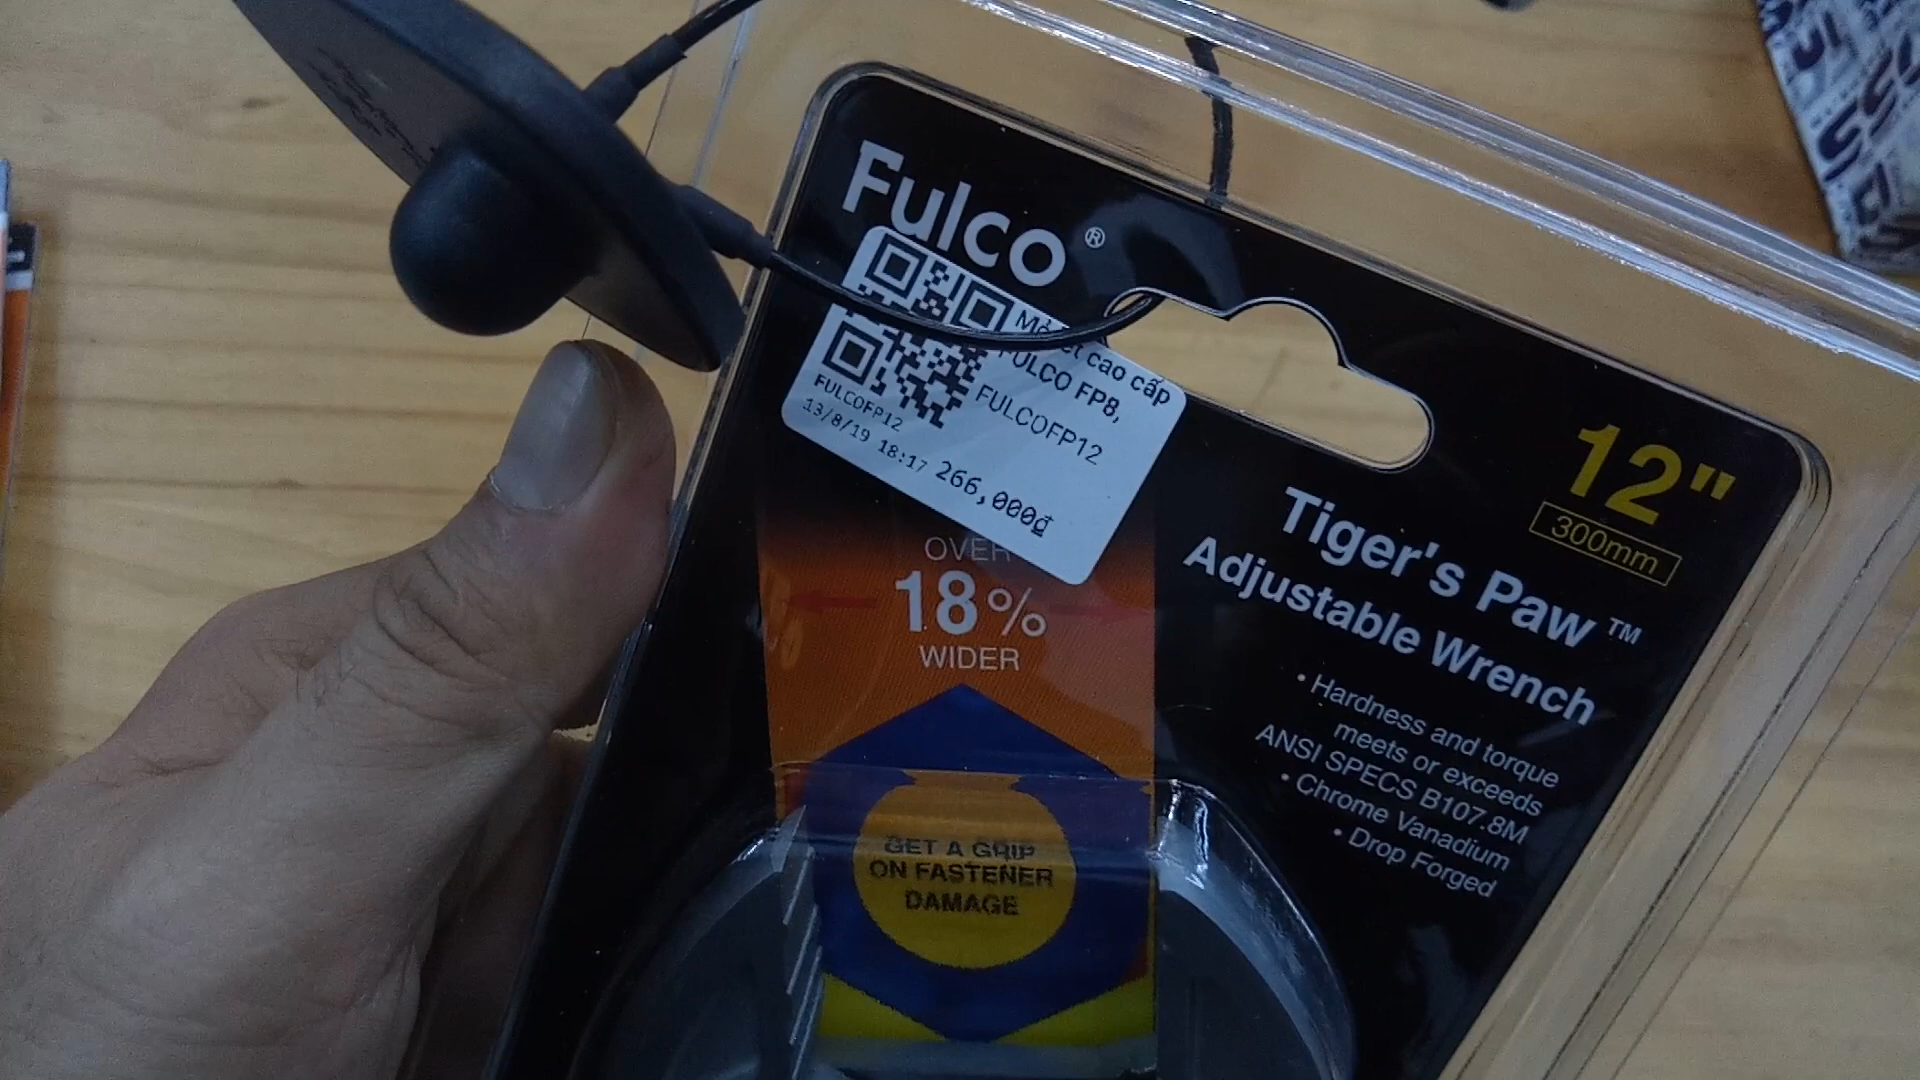 Fulco ®
cao cấp
FULCO FP8,
FULCOFP12
FULCOFP12
13/8/19 18:17 266,000₫
12"
300mm
Tiger's Paw ™
Adjustable Wrench
• Hardness and torque
meets or exceeds
ANSI SPECS B107.8M
• Chrome Vanadium
• Drop Forged
OVER
18%
WIDER
GET A GRIP
ON FASTENER
DAMAGE